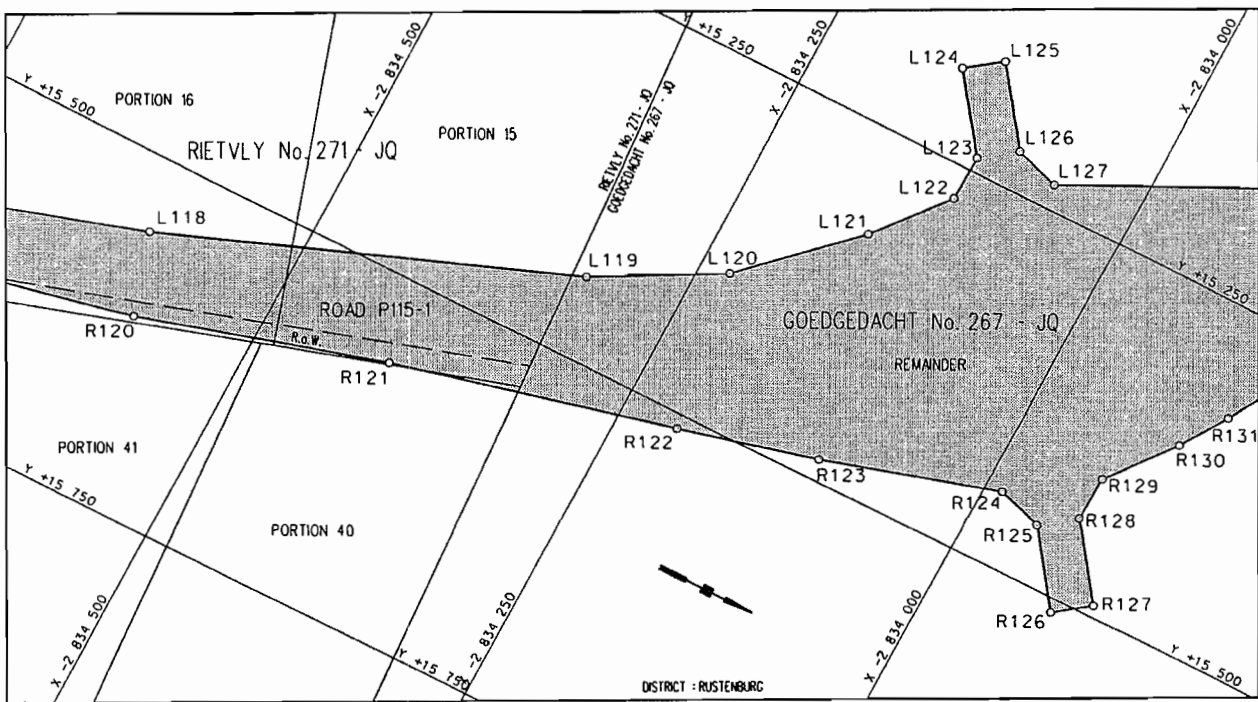 Y +15 500
PORTION 16
X -2 834 500
PORTION 15
RIETVLY No. 271 - JQ
RIETVLY No. 271 - JQ
GOEDGEDACHT No. 267 - JQ
Y +15 250
X -2 834 250
L124
L125
X -2 834 000
L123
L126
L127
L122
L118
L121
L119
L120
Y +15 250
ROAD P115-1
R120
R.o.W.
R121
GOEDGEDACHT No. 267 - JQ
REMAINDER
R122
R123
R131
R130
R129
R124
R128
R125
PORTION 41
Y +15 750
PORTION 40
R126
R127
X -2 834 500
X -2 834 250
Y +15 750
X -2 834 000
Y +15 500
DISTRICT : RUSTENBURG